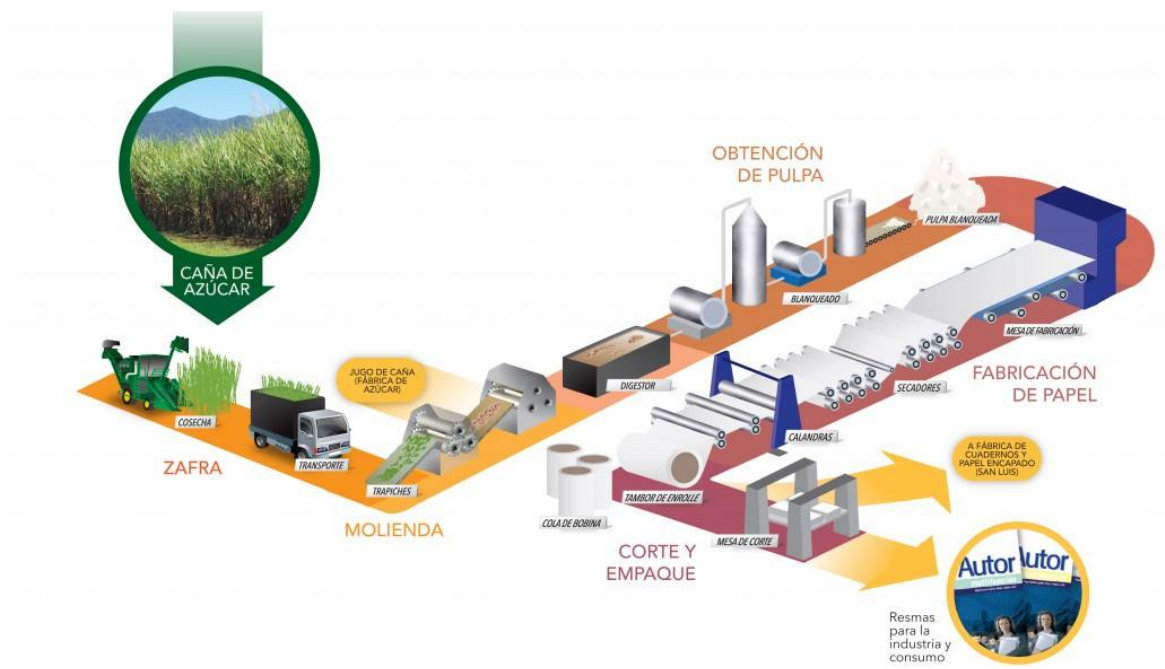 CAÑA DE
AZÚCAR
COSECHA
ZAFRA
TRANSPORTE
JUGO DE CAÑA
(FÁBRICA DE
AZÚCAR)
TRAPICHES
MOLIENDA
DIGESTOR
OBTENCIÓN
DE PULPA
BLANQUEADO
PULPA BLANQUEADA
MESA DE FABRICACIÓN
FABRICACIÓN
DE PAPEL
SECADORES
CALANDRAS
TAMBOR DE ENROLLE
COLA DE BOBINA
MESA DE CORTE
CORTE Y
EMPAQUE
A FÁBRICA DE
CUADERNOS Y
PAPEL ENCAPADO
(SAN LUIS)
Autor
multifunción
Autor
Resmas
para la
industria y
consumo